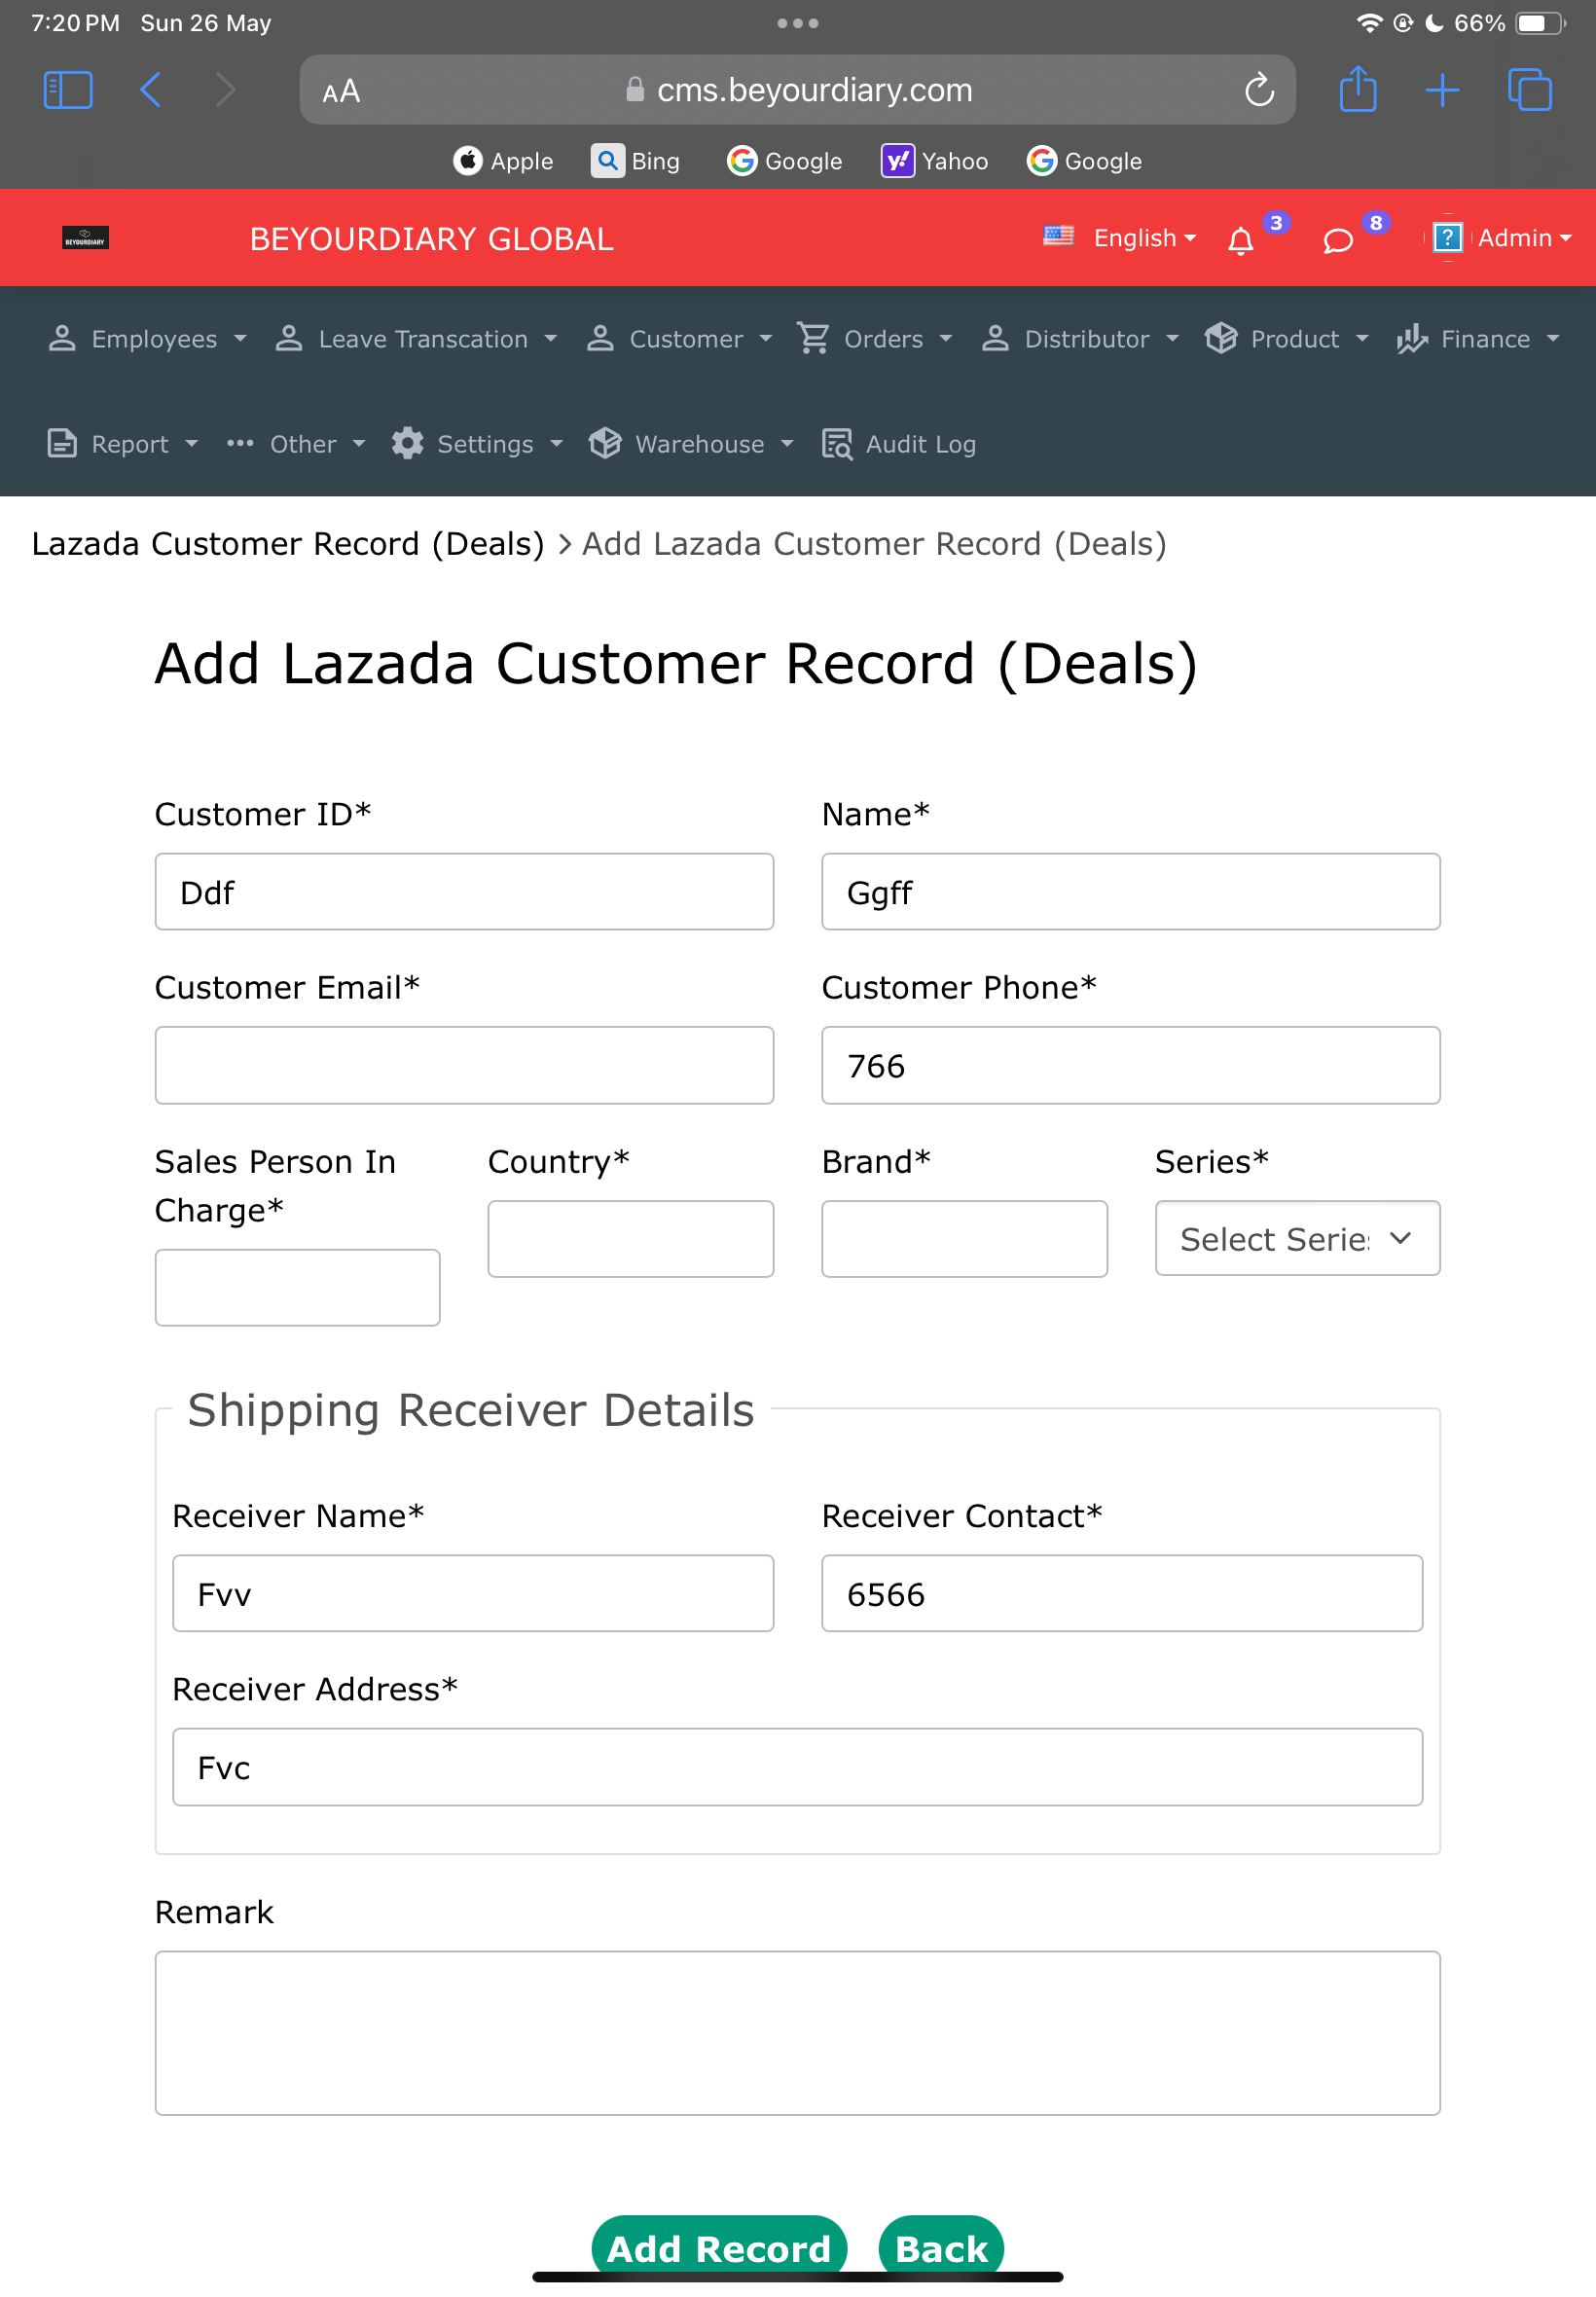 7:20 PM Sun 26 May 66%
AA cms.beyourdiary.com
Apple Bing Google Yahoo Google
BEYOURDIARY BEYOURDIARY GLOBAL English 3 8 ? Admin
Employees Leave Transcation Customer Orders Distributor Product Finance
Report Other Settings Warehouse Audit Log
Lazada Customer Record (Deals) > Add Lazada Customer Record (Deals)
Add Lazada Customer Record (Deals)
Customer ID* Name*
Ddf Ggff
Customer Email* Customer Phone*
766
Sales Person In Charge* Country* Brand* Series*
Select Serie
Shipping Receiver Details
Receiver Name* Receiver Contact*
Fvv 6566
Receiver Address*
Fvc
Remark
Add Record Back